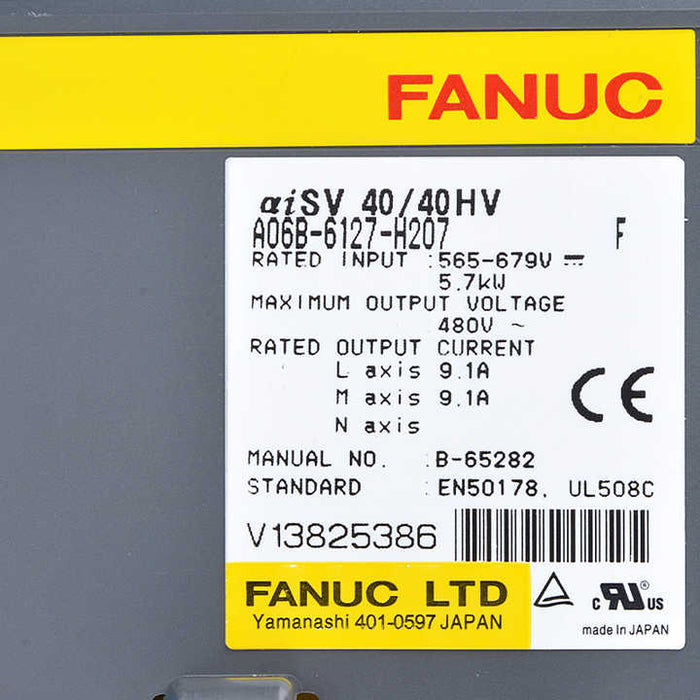 FANUC
αiSV 40/40HV
A06B-6127-H207 F
RATED INPUT :565-679V ⎓
5.7kW
MAXIMUM OUTPUT VOLTAGE
480V ~
RATED OUTPUT CURRENT
L axis 9.1A
M axis 9.1A
N axis
MANUAL NO. :B-65282
STANDARD :EN50178. UL508C
CE
V13825386
FANUC LTD
Yamanashi 401-0597 JAPAN
c RU® US
made in JAPAN